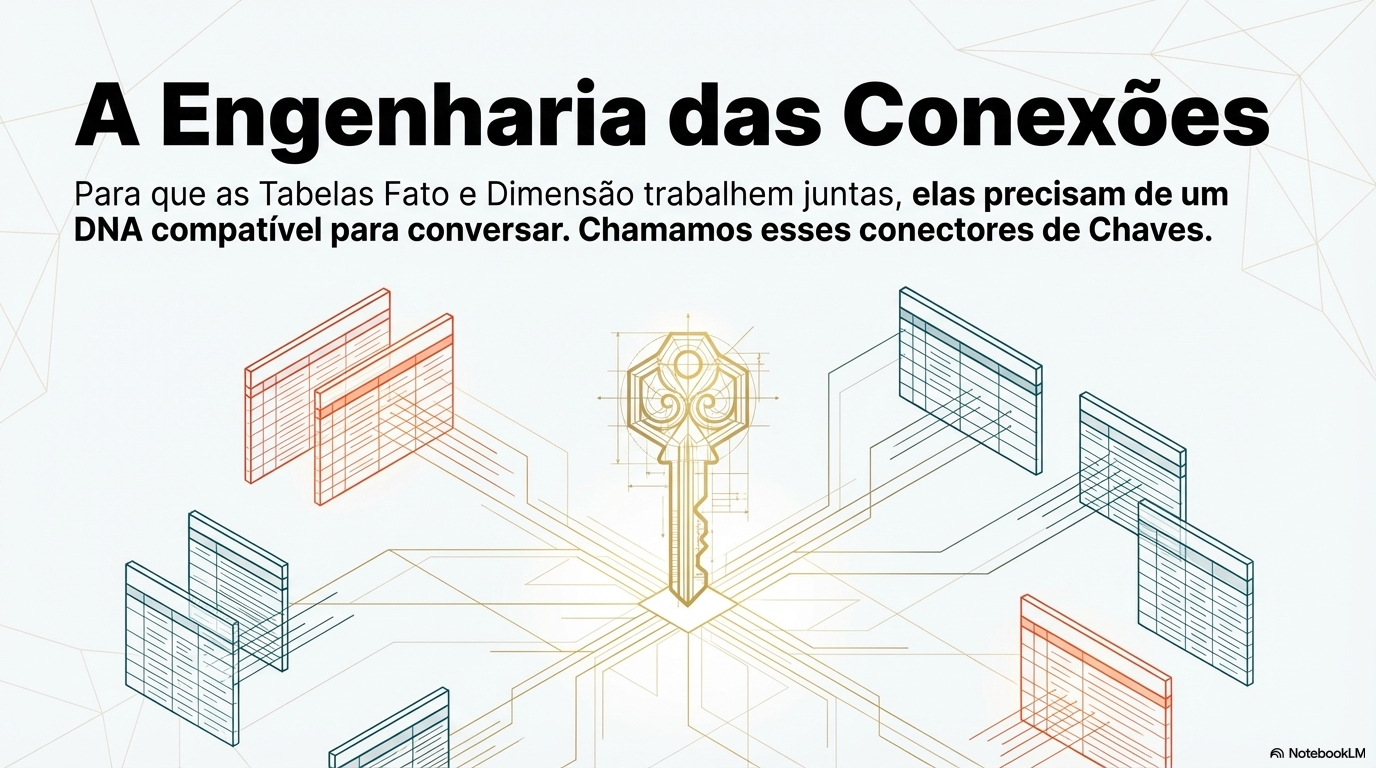 A Engenharia das Conexões
Para que as Tabelas Fato e Dimensão trabalhem juntas, elas precisam de um
DNA compatível para conversar. Chamamos esses conectores de Chaves.
NotebookLM